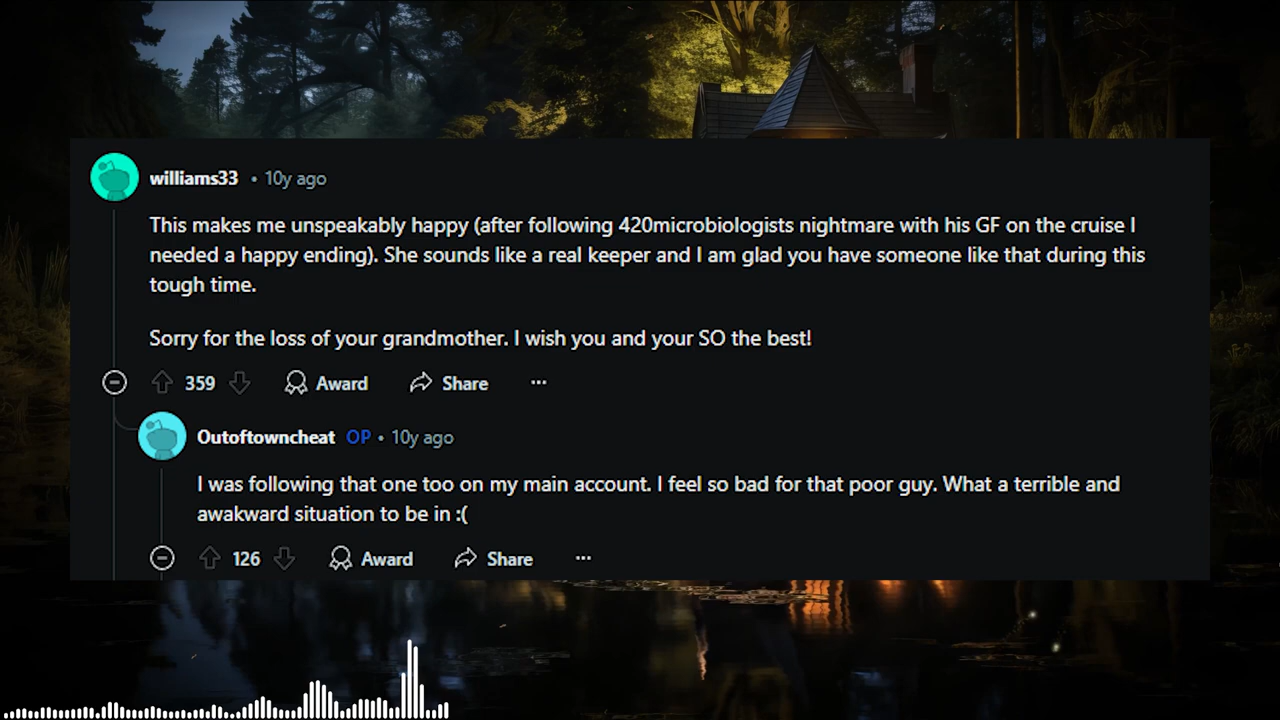 williams33 • 10y ago
This makes me unspeakably happy (after following 420microbiologists nightmare with his GF on the cruise I
needed a happy ending). She sounds like a real keeper and I am glad you have someone like that during this
tough time.
Sorry for the loss of your grandmother. I wish you and your SO the best!
359 Award Share ···
Outoftowncheat OP • 10y ago
I was following that one too on my main account. I feel so bad for that poor guy. What a terrible and
awakward situation to be in :(
126 Award Share ···